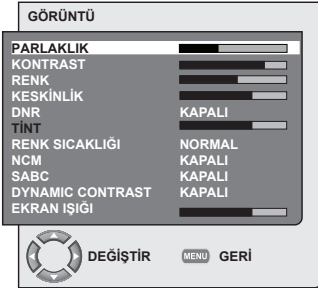 GÖRÜNTÜ
PARLAKLIK
KONTRAST
RENK
KESKİNLİK
DNR KAPALI
TİNT
RENK SICAKLIĞI NORMAL
NCM KAPALI
SABC KAPALI
DYNAMIC CONTRAST KAPALI
EKRAN IŞIĞI
DEĞİŞTİR MENU GERİ